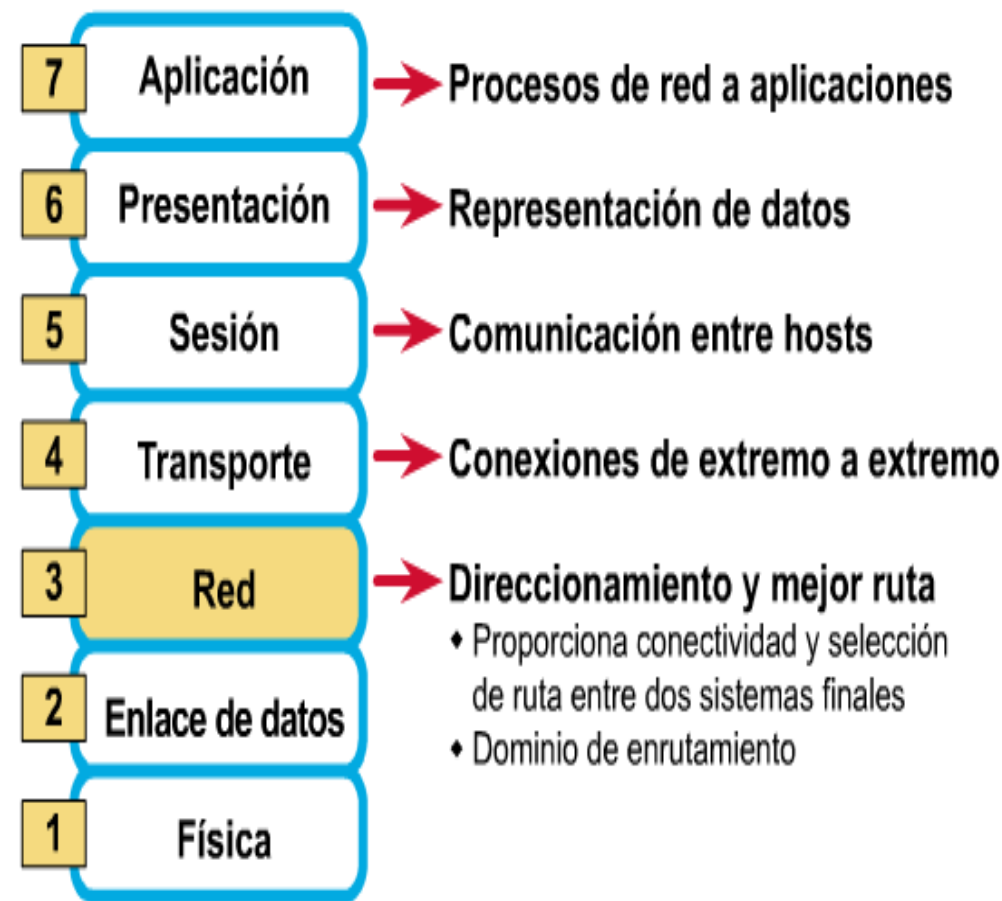 7 Aplicación Procesos de red a aplicaciones
6 Presentación Representación de datos
5 Sesión Comunicación entre hosts
4 Transporte Conexiones de extremo a extremo
3 Red Direccionamiento y mejor ruta
• Proporciona conectividad y selección
de ruta entre dos sistemas finales
• Dominio de enrutamiento
2 Enlace de datos
1 Física